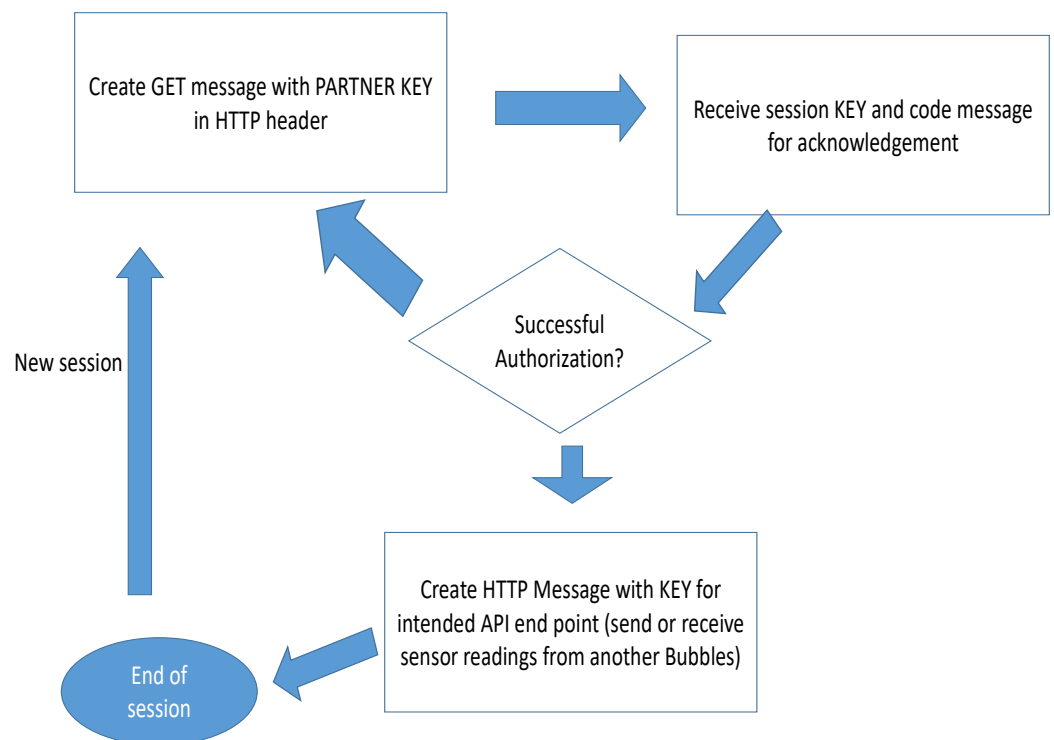 Create GET message with PARTNER KEY
in HTTP header
Receive session KEY and code message
for acknowledgement
Successful
Authorization?
New session
Create HTTP Message with KEY for
intended API end point (send or receive
sensor readings from another Bubbles)
End of
session